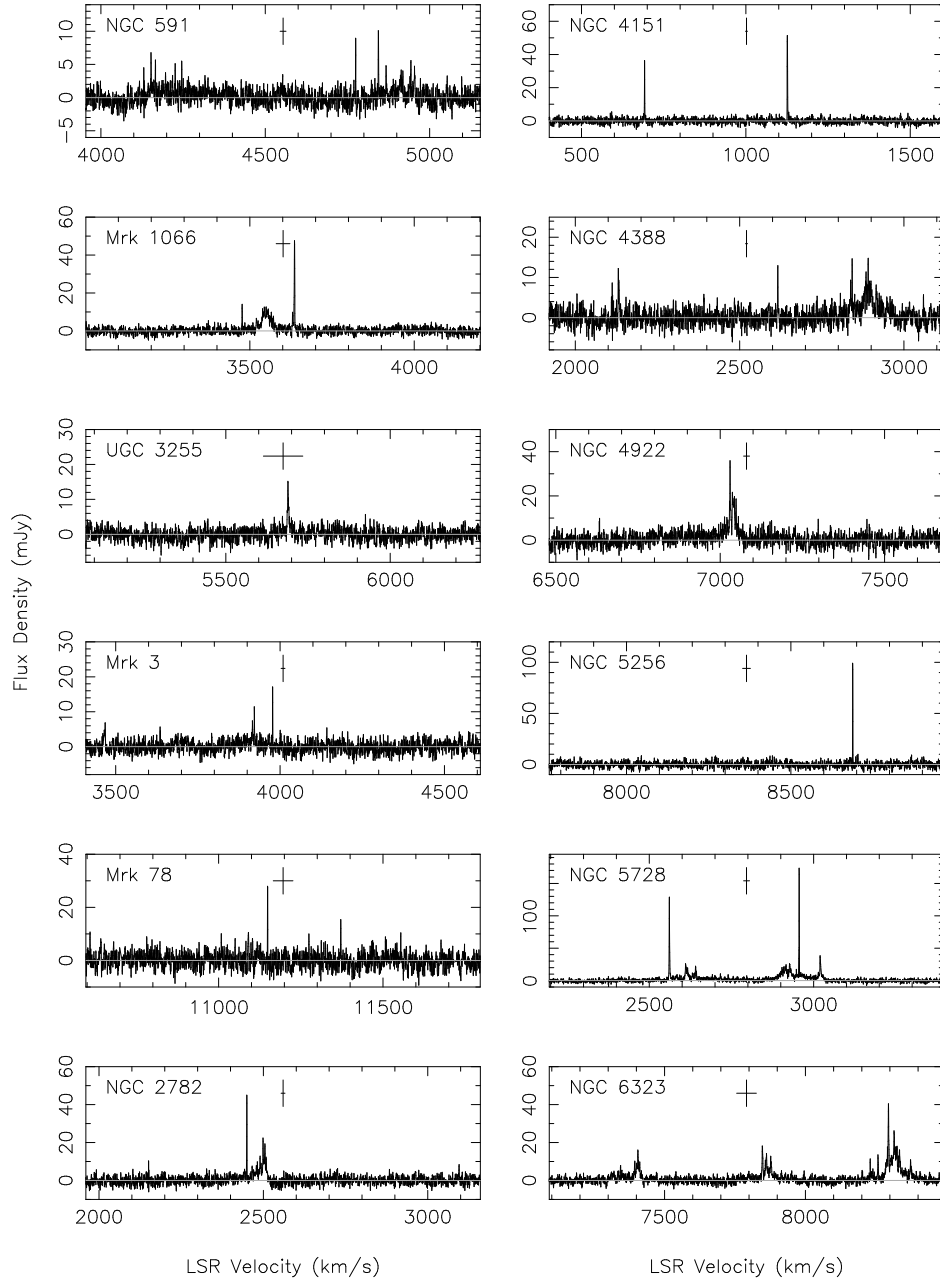 NGC 591
10
5
0
−5
4000 4500 5000
NGC 4151
60
40
20
0
500 1000 1500
Mrk 1066
60
40
20
0
3500 4000
NGC 4388
20
10
0
2000 2500 3000
UGC 3255
30
20
10
0
5500 6000
NGC 4922
40
20
0
6500 7000 7500
Mrk 3
30
20
10
0
3500 4000 4500
NGC 5256
100
50
0
8000 8500
Mrk 78
40
20
0
11000 11500
NGC 5728
100
0
2500 3000
NGC 2782
60
40
20
0
2000 2500 3000
NGC 6323
60
40
20
0
7500 8000
Flux Density (mJy)
LSR Velocity (km/s)
LSR Velocity (km/s)